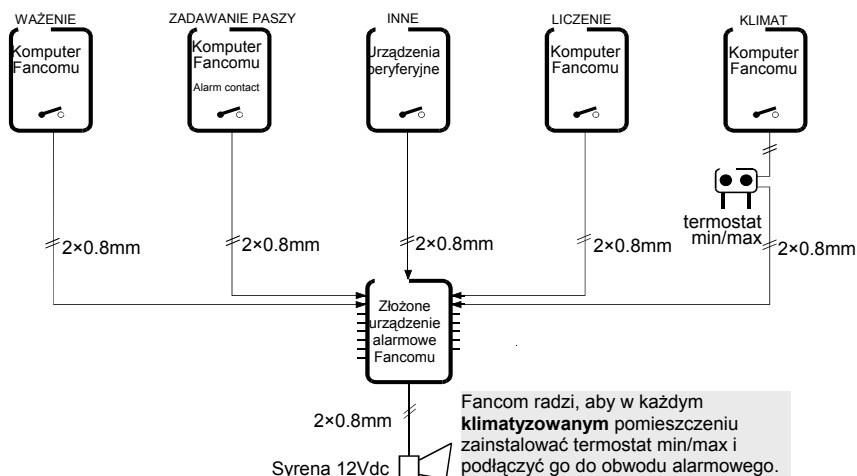 WAŻENIE
ZADAWANIE PASZY
INNE
LICZENIE
KLIMAT
Komputer
Fancomu
Komputer
Fancomu
Alarm contact
Urządzenia
peryferyjne
Komputer
Fancomu
Komputer
Fancomu
termostat
min/max
2×0.8mm
2×0.8mm
2×0.8mm
2×0.8mm
2×0.8mm
Złożone
urządzenie
alarmowe
Fancomu
2×0.8mm
Syrena 12Vdc
Fancom radzi, aby w każdym
klimatyzowanym pomieszczeniu
zainstalować termostat min/max i
podłączyć go do obwodu alarmowego.